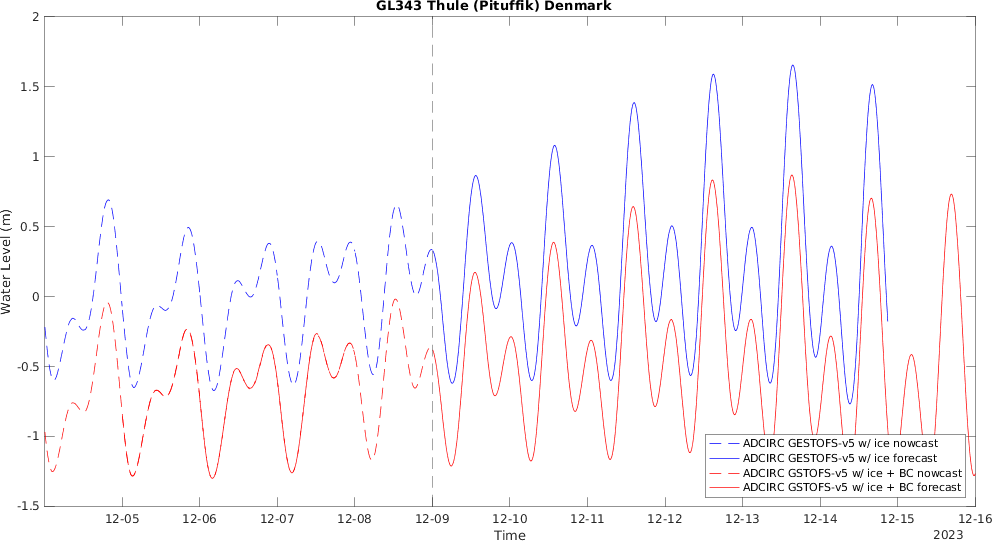 GL343 Thule (Pituffik) Denmark
2
1.5
1
0.5
0
-0.5
-1
-1.5
Water Level (m)
ADCIRC GESTOFS-v5 w/ ice nowcast
ADCIRC GESTOFS-v5 w/ ice forecast
ADCIRC GSTOFS-v5 w/ ice + BC nowcast
ADCIRC GSTOFS-v5 w/ ice + BC forecast
12-05 12-06 12-07 12-08 12-09 12-10 12-11 12-12 12-13 12-14 12-15 12-16
Time
2023